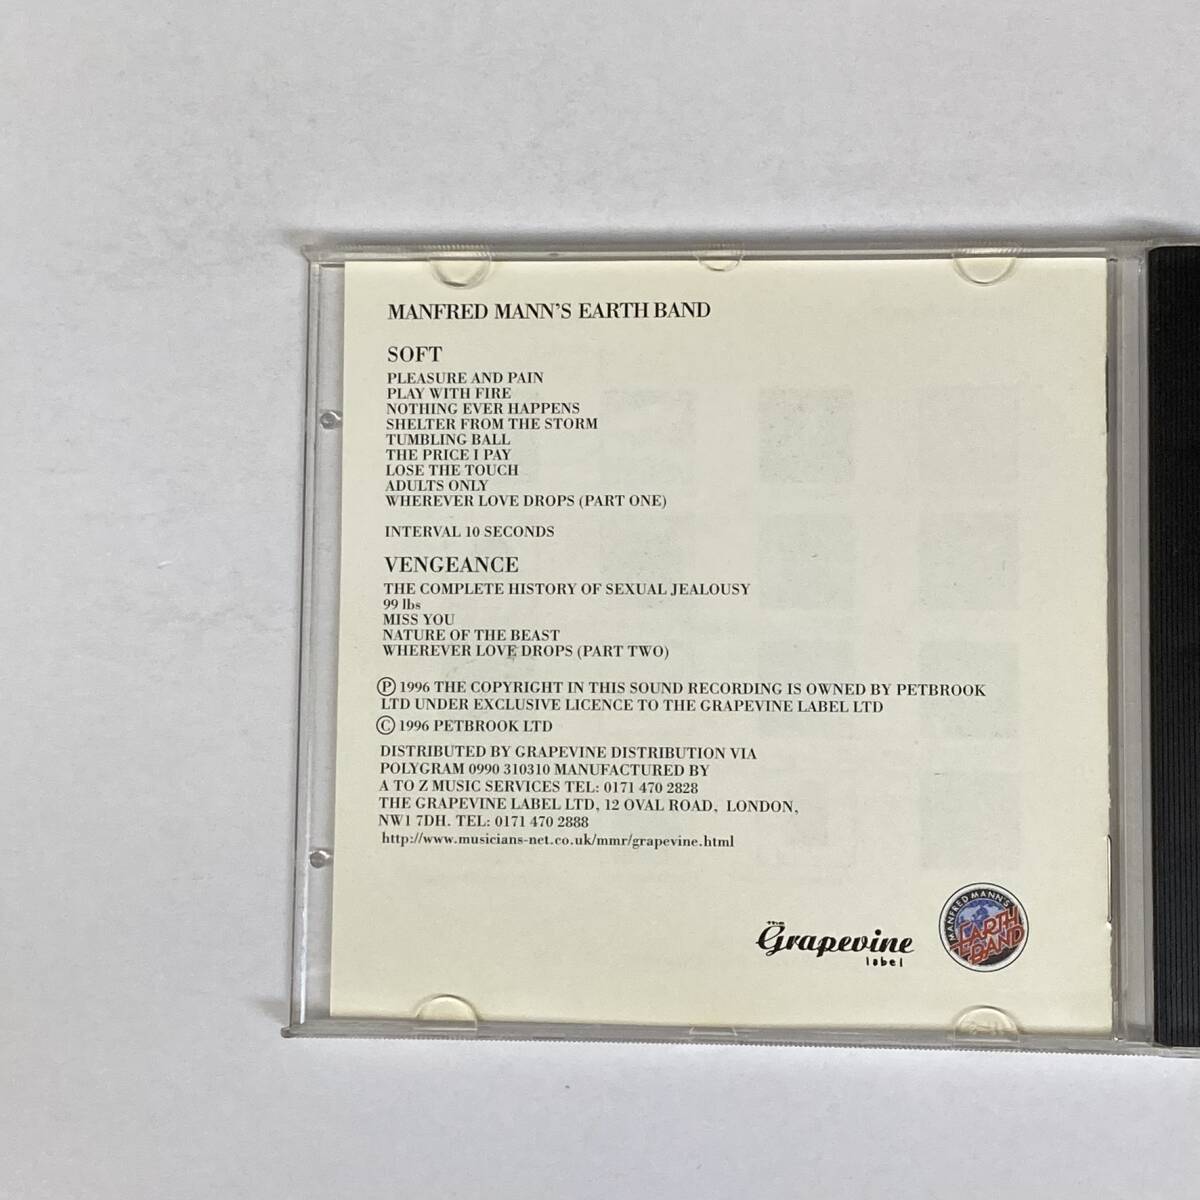 MANFRED MANN'S EARTH BAND
SOFT
PLEASURE AND PAIN
PLAY WITH FIRE
NOTHING EVER HAPPENS
SHELTER FROM THE STORM
TUMBLING BALL
THE PRICE I PAY
LOSE THE TOUCH
ADULTS ONLY
WHEREVER LOVE DROPS (PART ONE)
INTERVAL 10 SECONDS
VENGEANCE
THE COMPLETE HISTORY OF SEXUAL JEALOUSY
99 lbs
MISS YOU
NATURE OF THE BEAST
WHEREVER LOVE DROPS (PART TWO)
Ⓟ 1996 THE COPYRIGHT IN THIS SOUND RECORDING IS OWNED BY PETBROOK
LTD UNDER EXCLUSIVE LICENCE TO THE GRAPEVINE LABEL LTD
© 1996 PETBROOK LTD
DISTRIBUTED BY GRAPEVINE DISTRIBUTION VIA
POLYGRAM 0990 310310 MANUFACTURED BY
A TO Z MUSIC SERVICES TEL: 0171 470 2828
THE GRAPEVINE LABEL LTD, 12 OVAL ROAD, LONDON,
NW1 7DH. TEL: 0171 470 2888
http://www.musicians-net.co.uk/mmr/grapevine.html
the
Grapevine
label
MANFRED MANN'S
EARTH
BAND